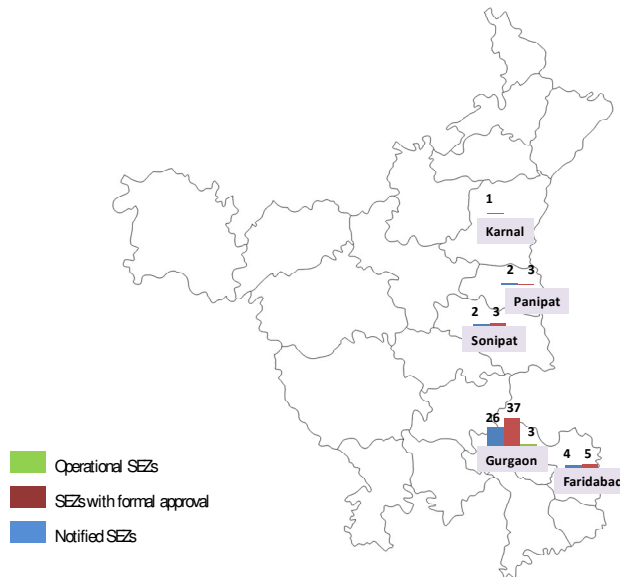 1
Karnal
2 3
Panipat
2 3
Sonipat
26 37 3
Gurgaon
4 5
Faridabad
Operational SEZs
SEZs with formal approval
Notified SEZs